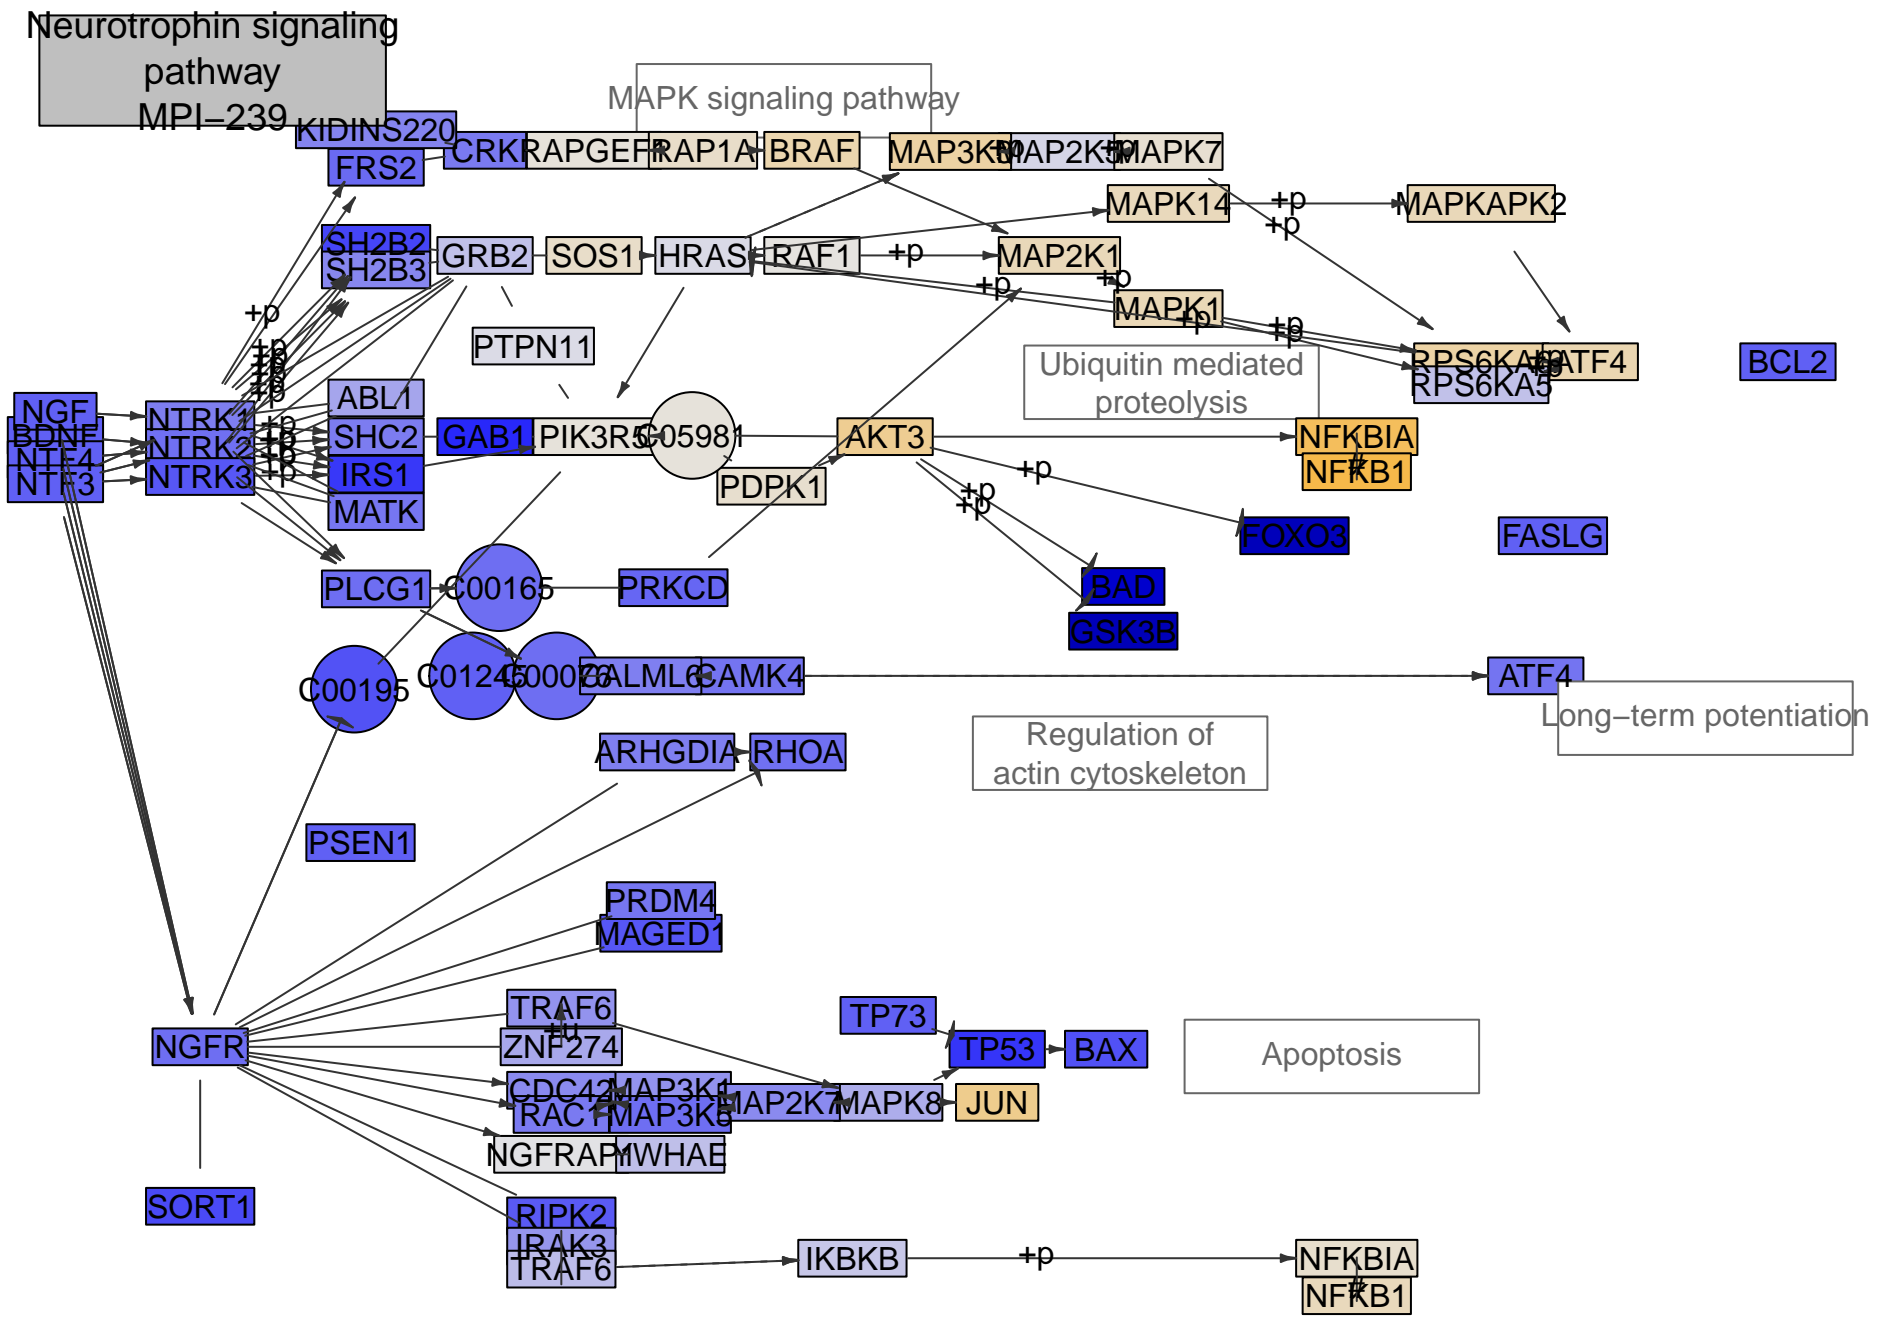 Neurotrophin signaling
pathway
MPI−239
MAPK signaling pathway
KIDINS220
CRK
RAPGEF1
RAP1A
BRAF
MAP3K5
+p
MAP2K5
+p
MAPK7
FRS2
MAPK14
+p
MAPKAPK2
+p
SH2B2
SH2B3
GRB2
SOS1
HRAS
RAF1
+p
MAP2K1
+p
+p
MAPK1
+p
+p
+p
+p
PTPN11
+p
+p
+p
+p
+p
Ubiquitin mediated
proteolysis
RPS6KA6
RPS6KA5
+p
+p
ATF4
BCL2
NGF
BDNF
NTF4
NTF3
NTRK1
NTRK2
NTRK3
+p
+p
+p
+p
ABL1
SHC2
IRS1
MATK
GAB1
PIK3R5
C05981
PDPK1
AKT3
NFKBIA
NFKB1
+p
+p
+p
FOXO3
FASLG
PLCG1
C00165
PRKCD
BAD
GSK3B
C00195
C01245
C00076
CALML6
CAMK4
ATF4
Long−term potentiation
ARHGDIA
RHOA
Regulation of
actin cytoskeleton
PSEN1
PRDM4
MAGED1
TRAF6
+u
ZNF274
TP73
TP53
BAX
Apoptosis
NGFR
CDC42
RAC1
MAP3K1
MAP3K5
MAP2K7
MAPK8
JUN
NGFRAP1
YWHAE
SORT1
RIPK2
IRAK3
TRAF6
IKBKB
+p
NFKBIA
NFKB1